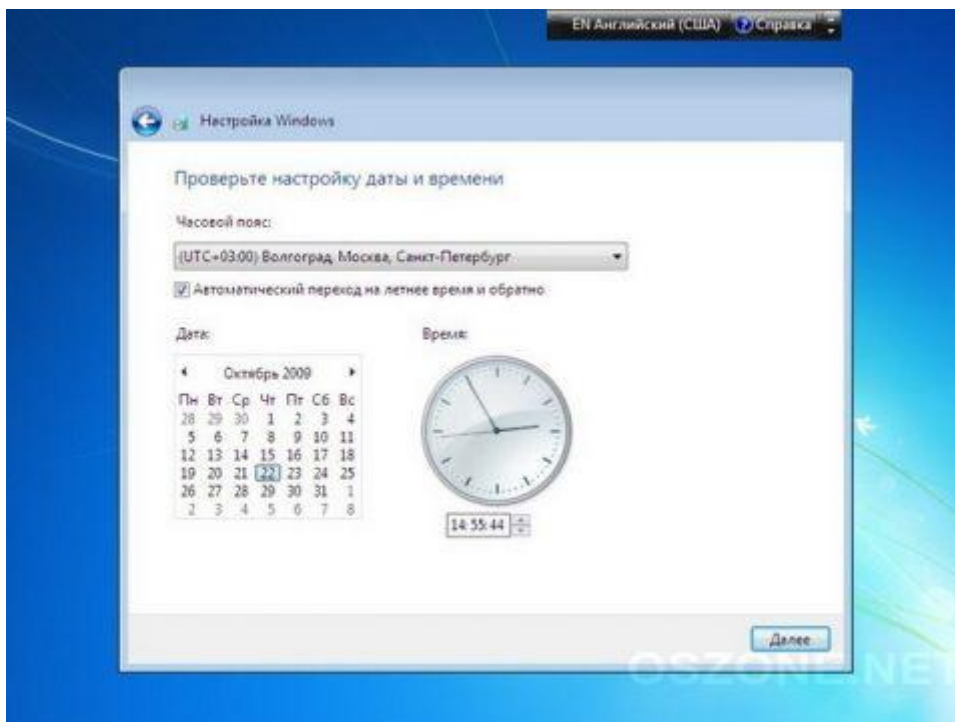 EN Английский (США) Справка
Настройка Windows
Проверьте настройку даты и времени
Часовой пояс:
(UTC+03:00) Волгоград, Москва, Санкт-Петербург
Автоматический переход на летнее время и обратно
Дата: Время:
Октябрь 2009
Пн Вт Ср Чт Пт Сб Вс
28 29 30 1 2 3 4
5 6 7 8 9 10 11
12 13 14 15 16 17 18
19 20 21 22 23 24 25
26 27 28 29 30 31 1
2 3 4 5 6 7 8
14:55:44
Далее
OSZONE.NET